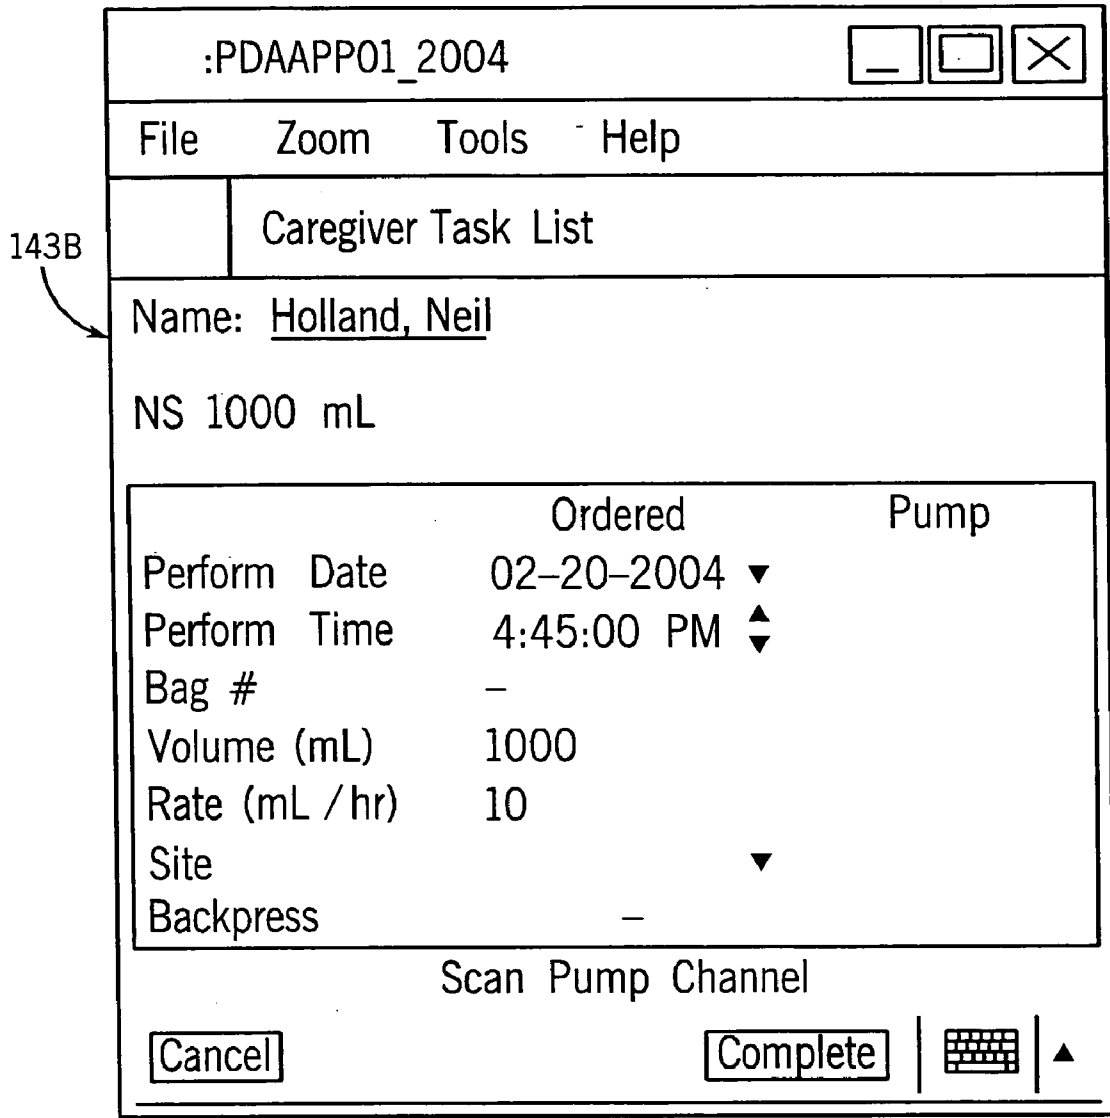 :PDAAPP01_2004
File Zoom Tools Help
Caregiver Task List
143B
Name: Holland, Neil
NS 1000 mL
Ordered Pump
Perform Date 02–20–2004 ▼
Perform Time 4:45:00 PM ▲▼
Bag # –
Volume (mL) 1000
Rate (mL /hr) 10
Site ▼
Backpress –
Scan Pump Channel
Cancel Complete ▲